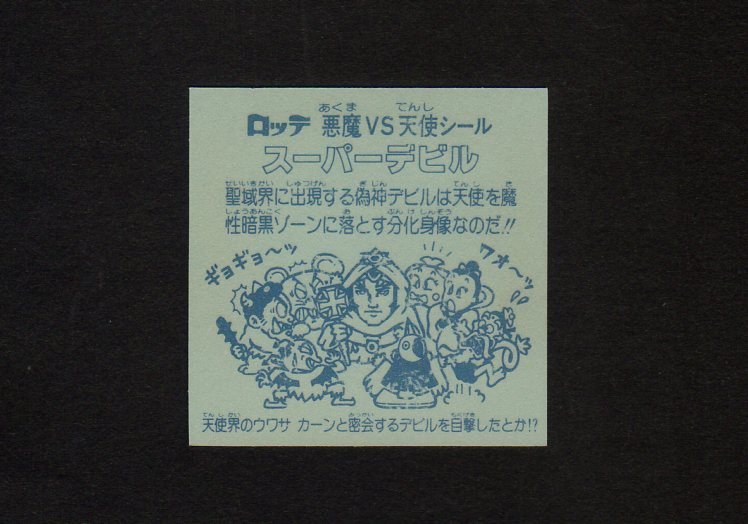 ロッテ 悪魔VS天使シール
スーパーデビル
聖域界に出現する偽神デビルは天使を魔
性暗黒ゾーンに落とす分化身像なのだ!!
ギョギョ〜ッ
ワオ〜ッ
天使界のウワサ カーンと密会するデビルを目撃したとか!?